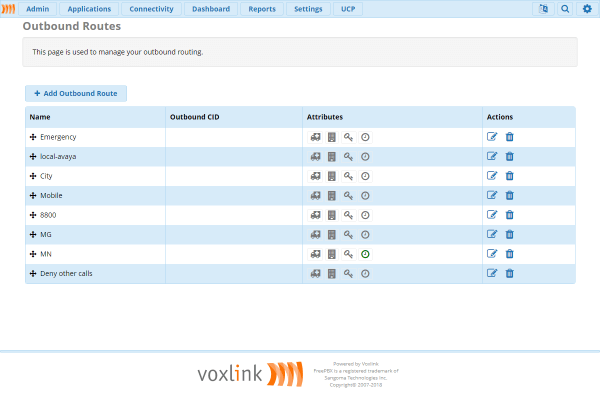 Admin Applications Connectivity Dashboard Reports Settings UCP
Outbound Routes
This page is used to manage your outbound routing.
+ Add Outbound Route
Name Outbound CID Attributes Actions
Emergency
local-avaya
City
Mobile
8800
MG
MN
Deny other calls
voxlink
Powered by Voxlink
FreePBX is a registered trademark of
Sangoma Technologies Inc.
Copyright© 2007-2018